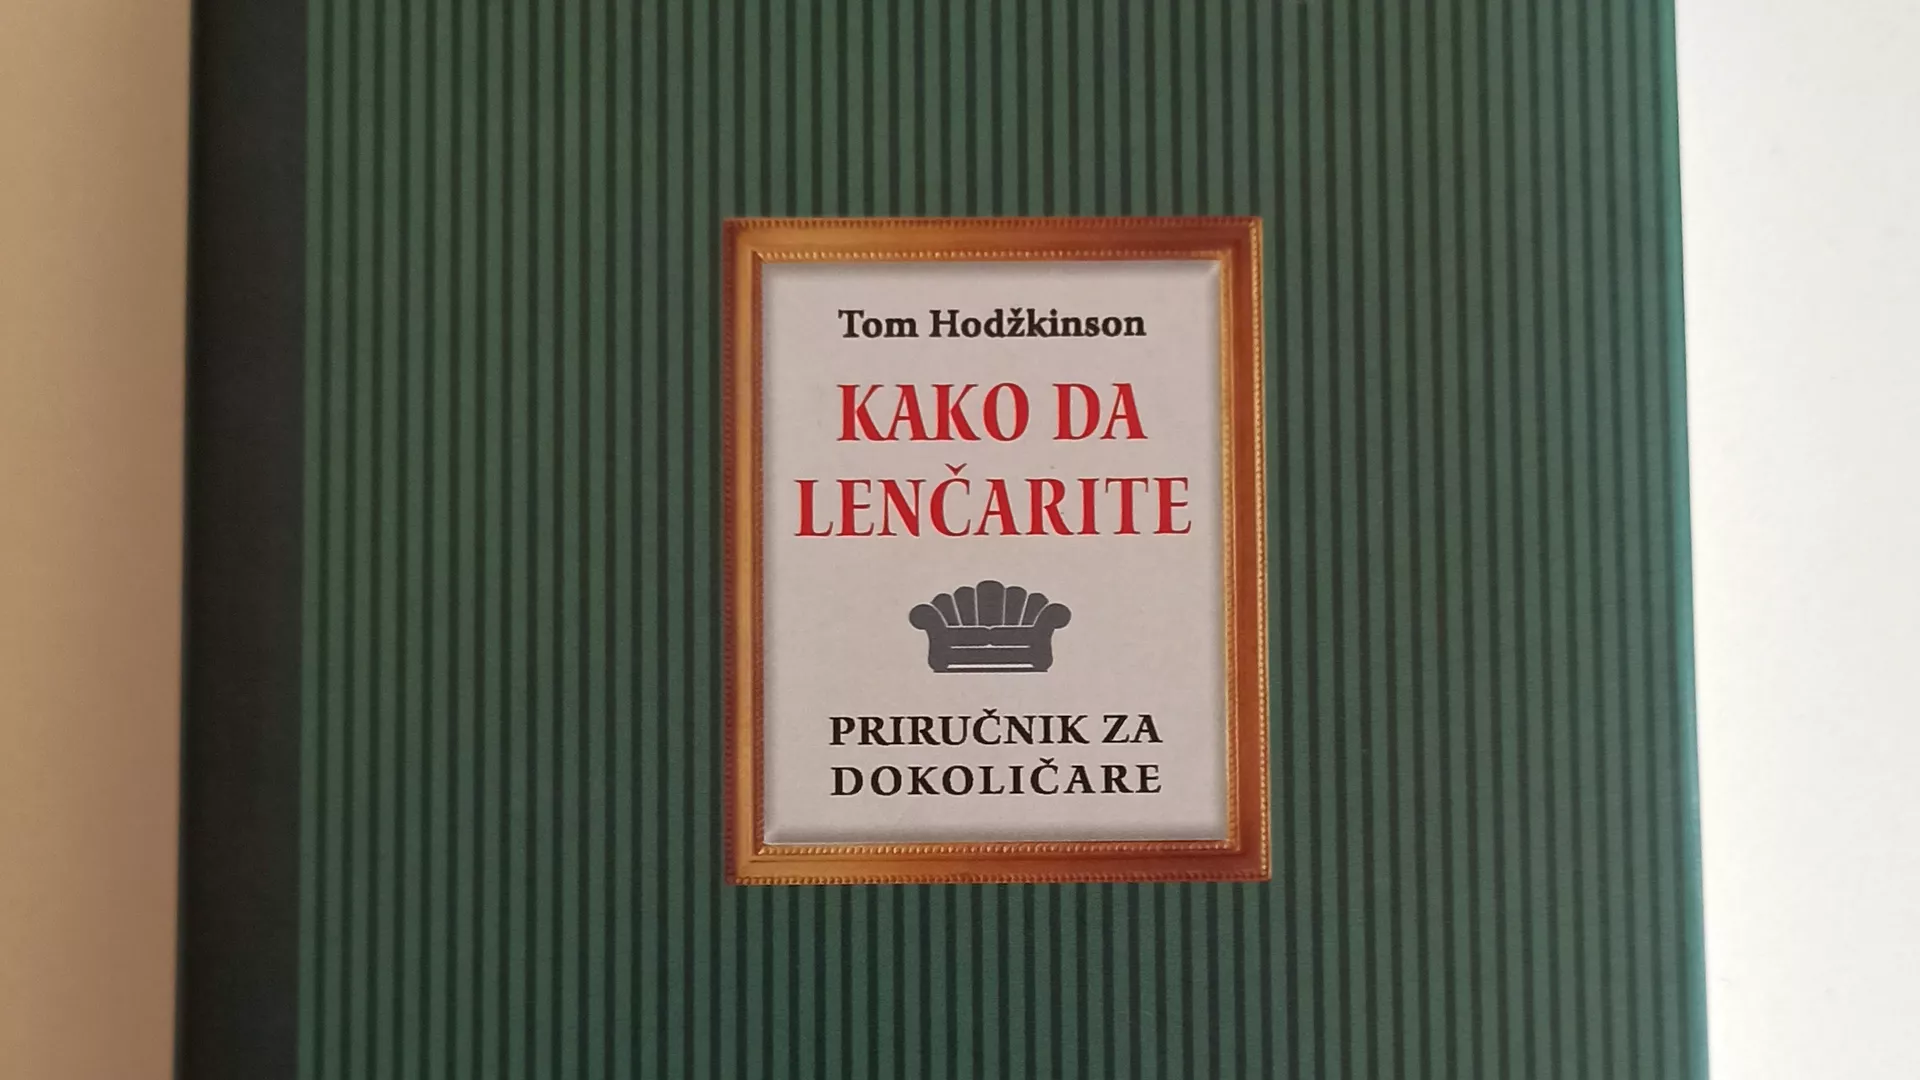 Tom Hodžkinson
KAKO DA
LENČARITE
PRIRUČNIK ZA
DOKOLIČARE